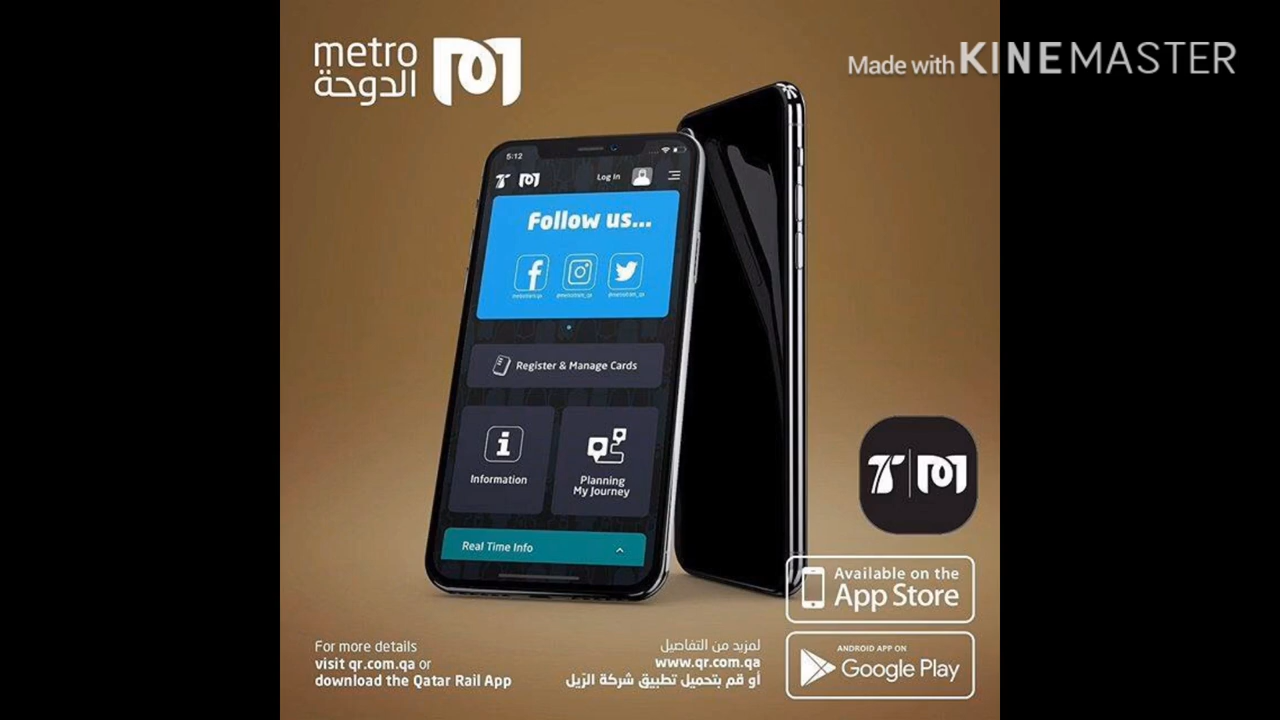 metro
الدوحة
Made with KINEMASTER
5:12
Log In
Follow us...
Register & Manage Cards
Information
Planning
My Journey
Real Time Info
Available on the
App Store
ANDROID APP ON
Google Play
For more details
visit qr.com.qa or
download the Qatar Rail App
لمزيد من التفاصيل
www.qr.com.qa
أو قم بتحميل تطبيق شركة الريل